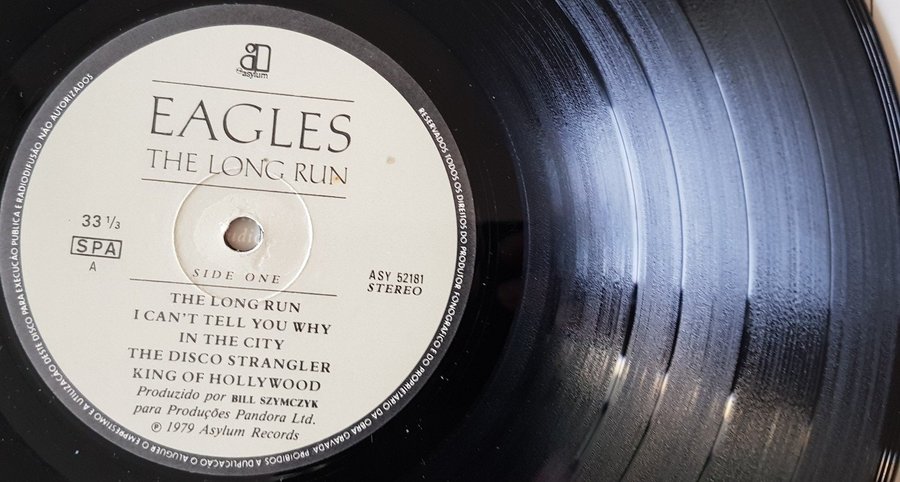 asylum
EAGLES
THE LONG RUN
33 1/3
SPA
A
SIDE ONE
ASY 52181
STEREO
THE LONG RUN
I CAN'T TELL YOU WHY
IN THE CITY
THE DISCO STRANGLER
KING OF HOLLYWOOD
Produzido por BILL SZYMCZYK
para Produções Pandora Ltd.
℗ 1979 Asylum Records
RESERVADOS TODOS OS DIREITOS DO PRODUTOR FONOGRÁFICO E DO PROPRIETÁRIO DA OBRA GRAVADA PROIBIDOS A DUPLICAÇÃO O ALUGUER O EMPRÉSTIMO E A UTILIZAÇÃO DESTE DISCO PARA EXECUÇÃO PÚBLICA E RADIODIFUSÃO NÃO AUTORIZADOS